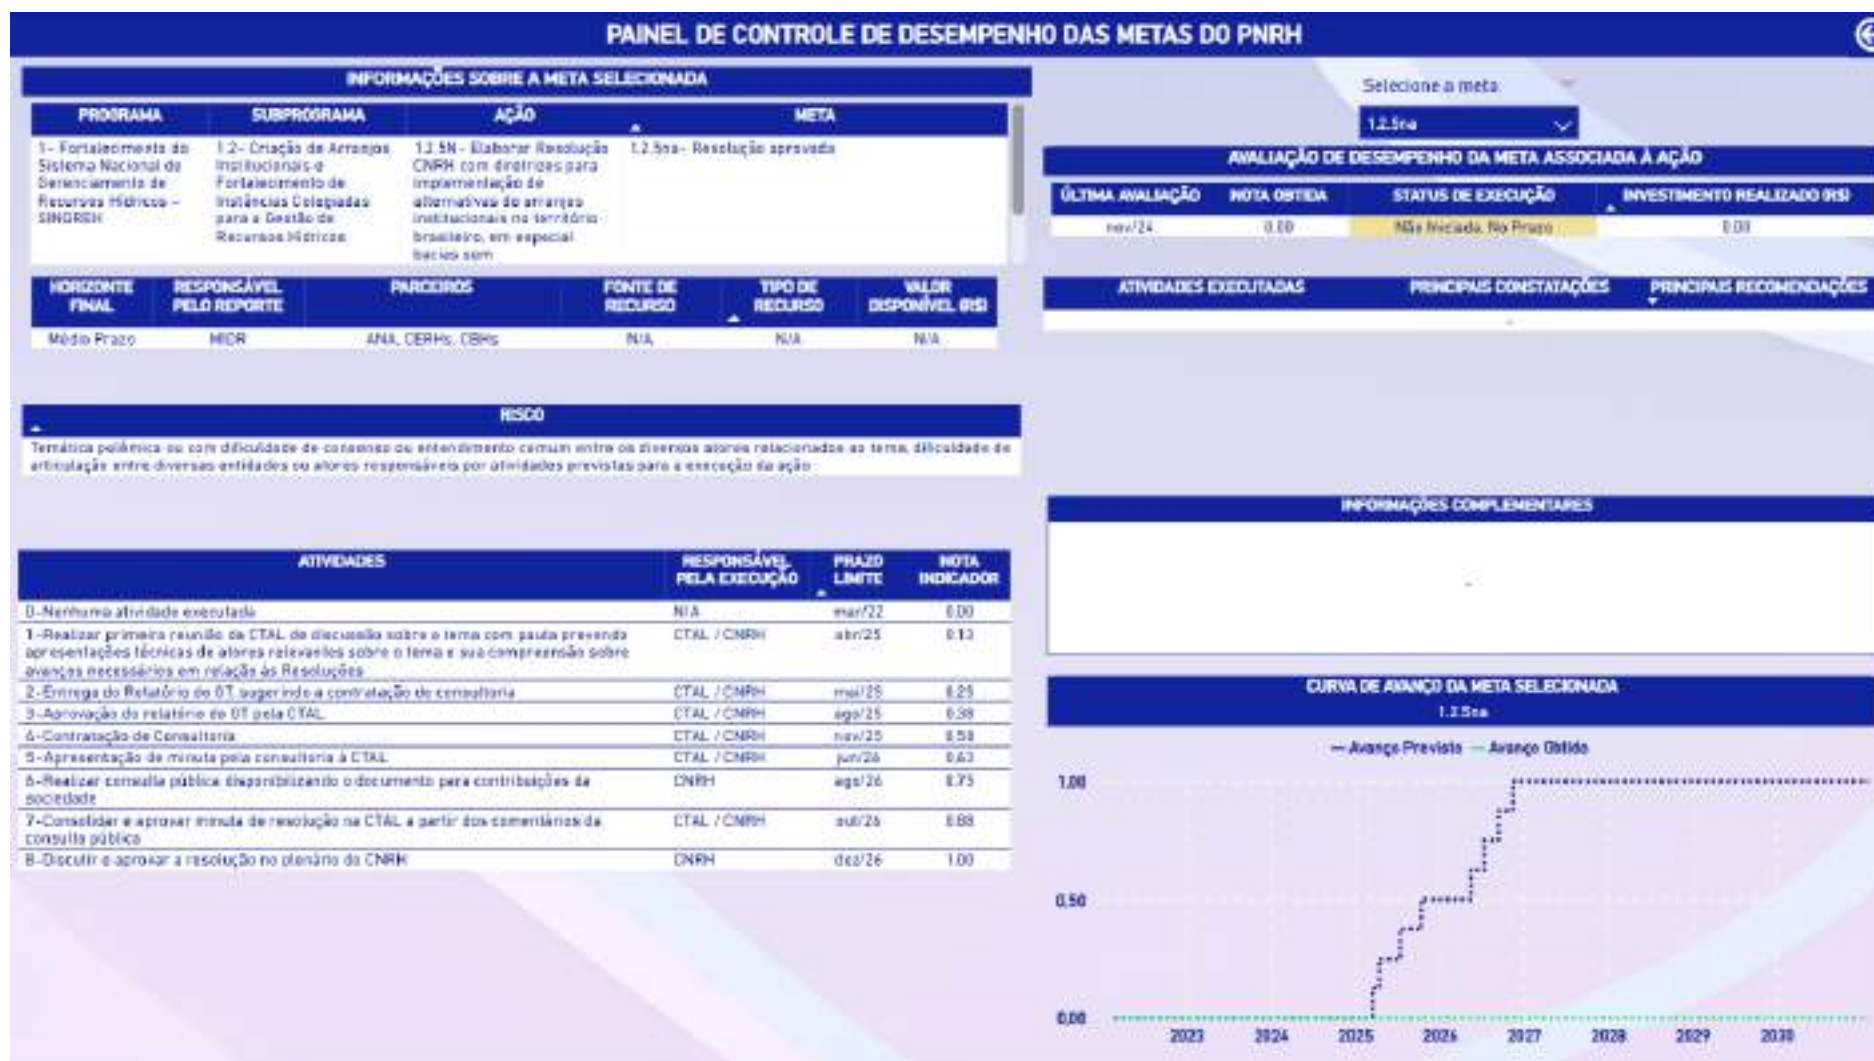 PAINEL DE CONTROLE DE DESEMPENHO DAS METAS DO PNRH
INFORMAÇÕES SOBRE A META SELECIONADA
PROGRAMA SUBPROGRAMA AÇÃO META
1- Fortalecimento do Sistema Nacional de Gerenciamento de Recursos Hídricos – SINGREH
1.2- Criação de Arranjos Institucionais e Fortalecimento de Instâncias Colegiadas para a Gestão de Recursos Hídricos
1.2.5N- Elaborar Resolução CNRH com diretrizes para implementação de alternativas de arranjos institucionais no território brasileiro, em especial bacias sem
1.2.5na- Resolução aprovada
HORIZONTE FINAL RESPONSÁVEL PELO REPORTE PARCEIROS FONTE DE RECURSO TIPO DE RECURSO VALOR DISPONÍVEL (R$)
Médio Prazo MIDR ANA, CERHs, CBHs N/A N/A N/A
RISCO
Temática polêmica ou com dificuldade de consenso ou entendimento comum entre os diversos atores relacionados ao tema, dificuldade de
articulação entre diversas entidades ou atores responsáveis por atividades previstas para a execução da ação
ATIVIDADES RESPONSÁVEL PELA EXECUÇÃO PRAZO LIMITE NOTA INDICADOR
0-Nenhuma atividade executada N/A mar/22 0.00
1-Realizar primeira reunião da CTAL de discussão sobre o tema com pauta prevendo CTAL / CNRH abr/25 0.13
apresentações técnicas de atores relevantes sobre o tema e sua compreensão sobre
avanços necessários em relação às Resoluções
2-Entrega do Relatório do GT sugerindo a contratação de consultoria CTAL / CNRH mai/25 0.25
3-Aprovação do relatório do GT pela CTAL CTAL / CNRH ago/25 0.38
4-Contratação de Consultoria CTAL / CNRH nov/25 0.50
5-Apresentação de minuta pela consultoria à CTAL CTAL / CNRH jun/26 0.63
6-Realizar consulta pública disponibilizando o documento para contribuições da CNRH ago/26 0.75
sociedade
7-Consolidar e aprovar minuta de resolução na CTAL a partir dos comentários da CTAL / CNRH out/26 0.88
consulta pública
8-Discutir e aprovar a resolução no plenário do CNRH CNRH dez/26 1.00
Selecione a meta
1.2.5na
AVALIAÇÃO DE DESEMPENHO DA META ASSOCIADA À AÇÃO
ÚLTIMA AVALIAÇÃO NOTA OBTIDA STATUS DE EXECUÇÃO INVESTIMENTO REALIZADO (R$)
nov/24 0.00 Não Iniciada. No Prazo 0.00
ATIVIDADES EXECUTADAS PRINCIPAIS CONSTATAÇÕES PRINCIPAIS RECOMENDAÇÕES
-
INFORMAÇÕES COMPLEMENTARES
-
CURVA DE AVANÇO DA META SELECIONADA
1.2.5na
Avanço Previsto Avanço Obtido
1,00
0,50
0,00
2023 2024 2025 2026 2027 2028 2029 2030